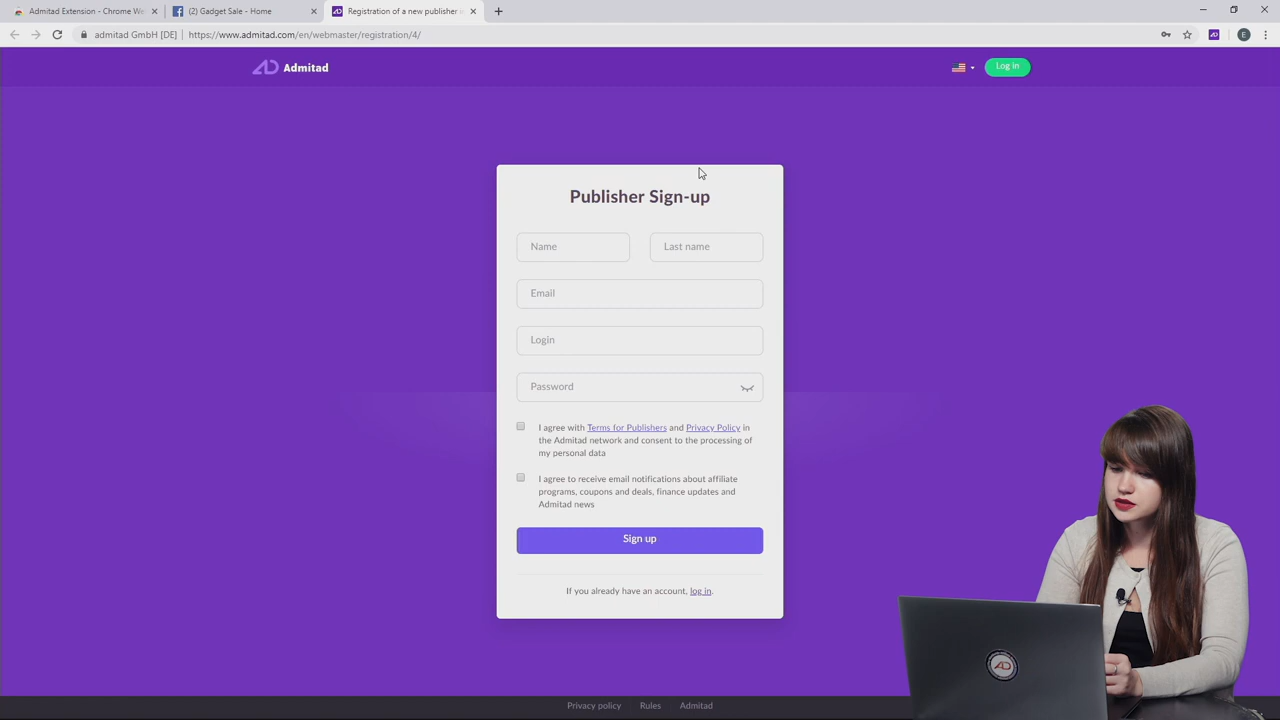 Admitad Extension - Chrome We
(2) Gadget Sale - Home
Registration of a new publisher i
admitad GmbH [DE]
https://www.admitad.com/en/webmaster/registration/4/
E
Admitad
Log in
Publisher Sign-up
Name
Last name
Email
Login
Password
I agree with Terms for Publishers and Privacy Policy in
the Admitad network and consent to the processing of
my personal data
I agree to receive email notifications about affiliate
programs, coupons and deals, finance updates and
Admitad news
Sign up
If you already have an account, log in.
Privacy policy
Rules
Admitad